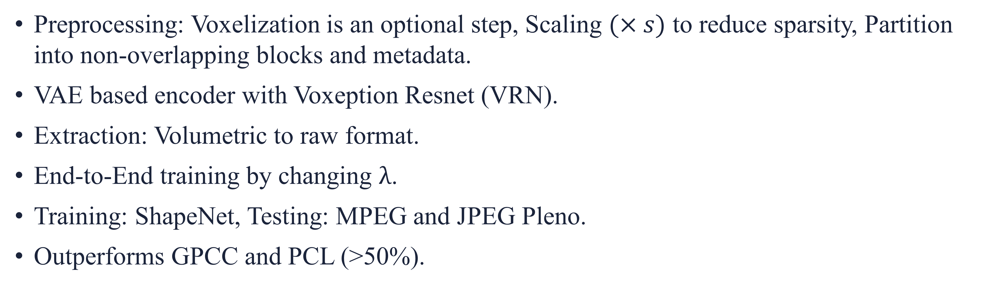 • Preprocessing: Voxelization is an optional step, Scaling (× s) to reduce sparsity, Partition
into non-overlapping blocks and metadata.
• VAE based encoder with Voxeption Resnet (VRN).
• Extraction: Volumetric to raw format.
• End-to-End training by changing λ.
• Training: ShapeNet, Testing: MPEG and JPEG Pleno.
• Outperforms GPCC and PCL (>50%).